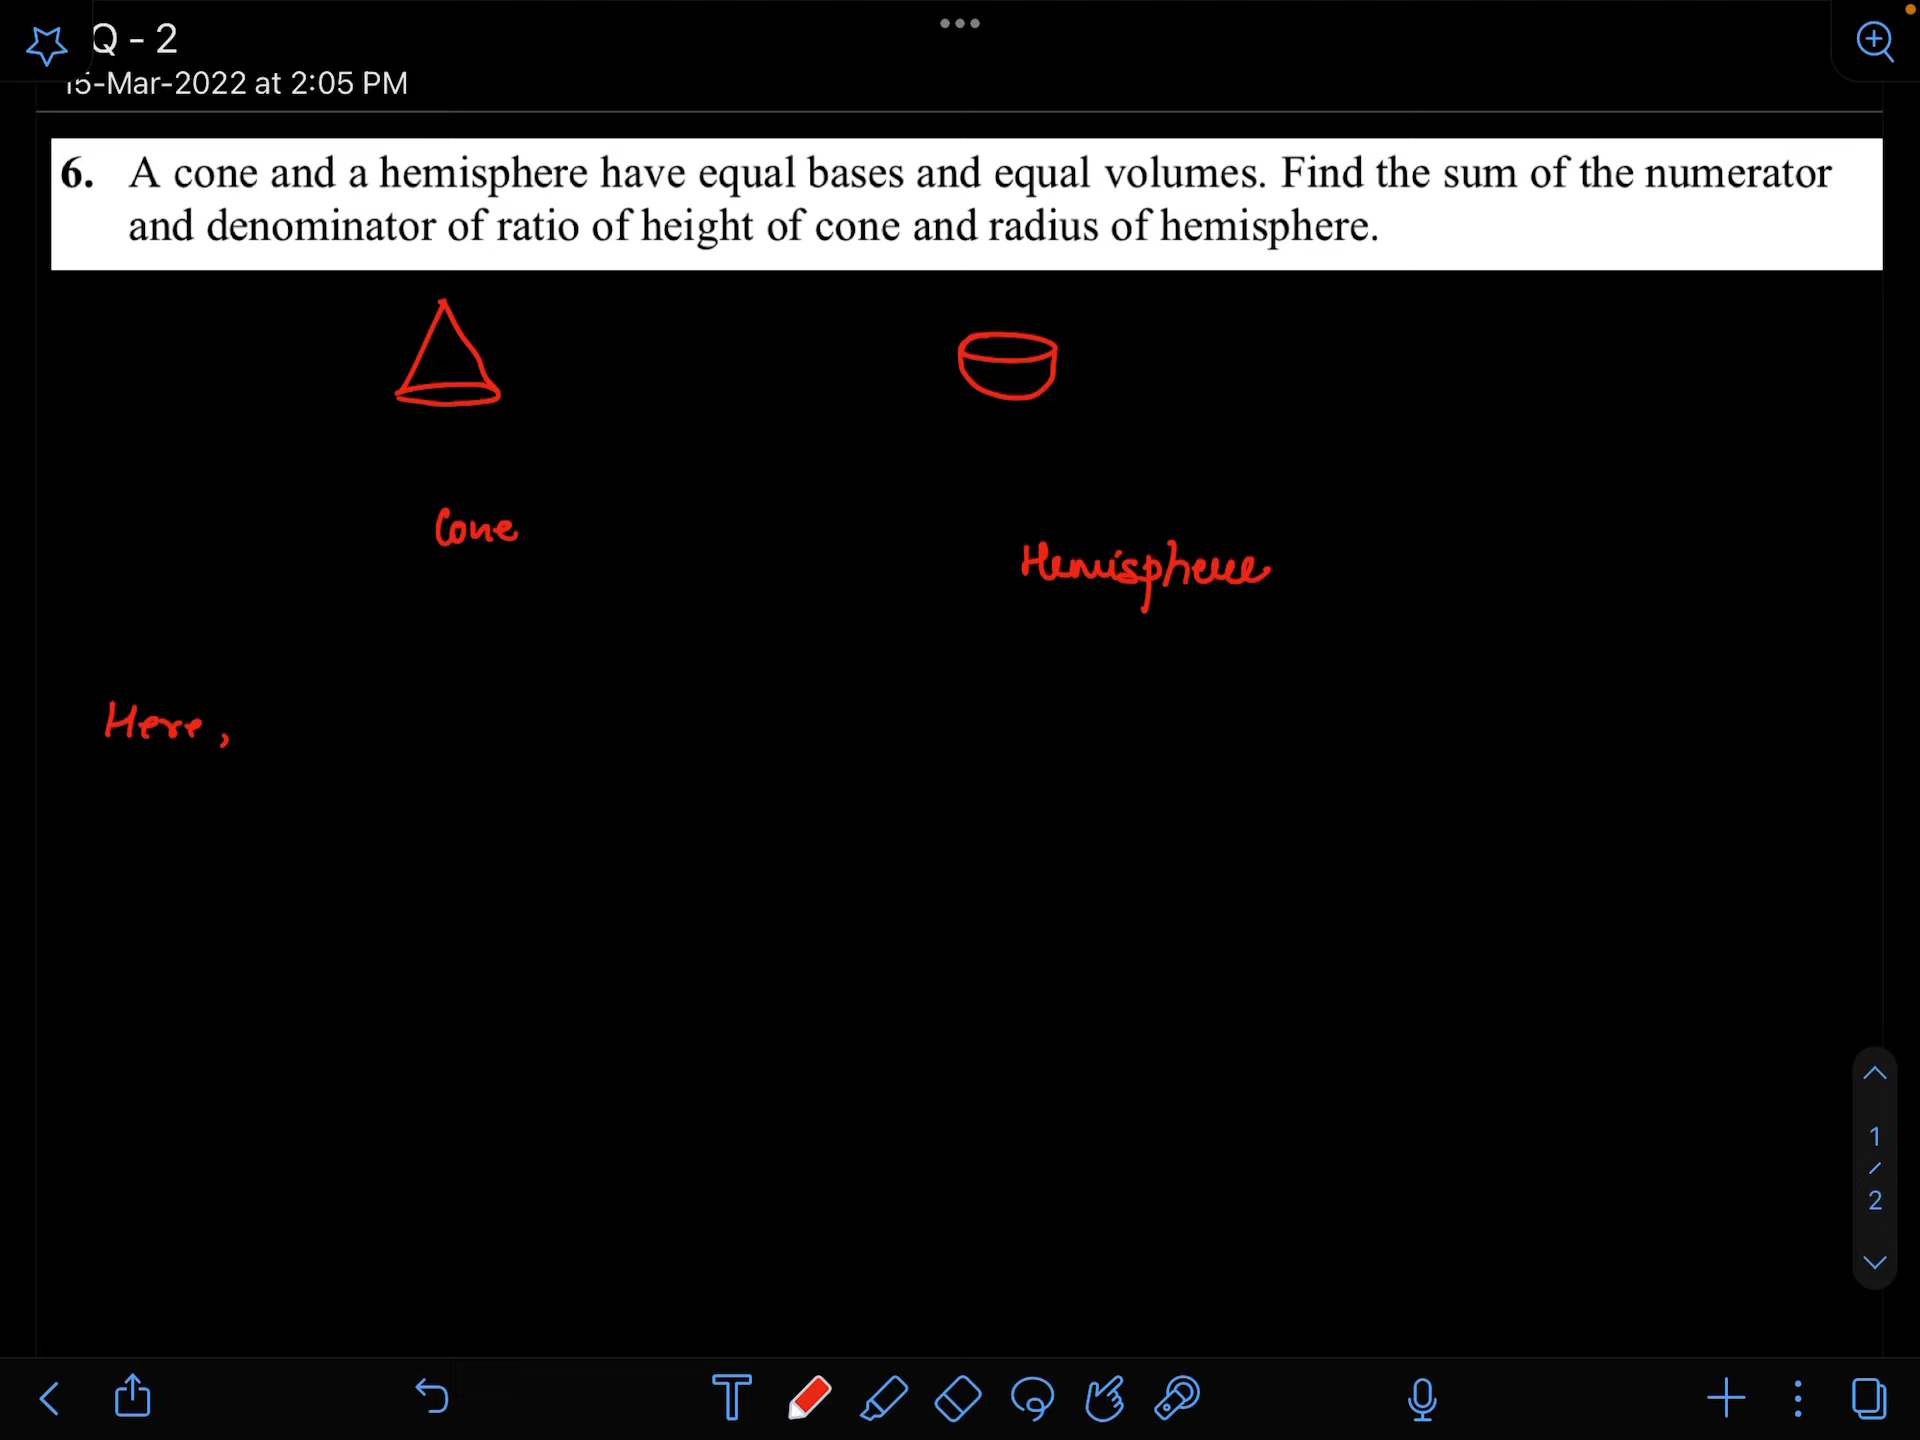 Q - 2
15-Mar-2022 at 2:05 PM
6. A cone and a hemisphere have equal bases and equal volumes. Find the sum of the numerator
and denominator of ratio of height of cone and radius of hemisphere.
Cone
Hemisphere
Here,
1
/
2